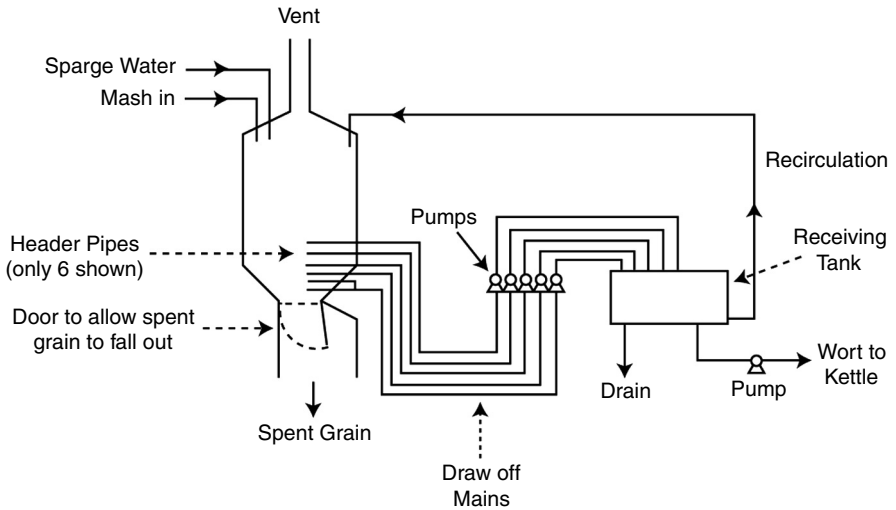 Vent
Sparge Water
Mash in
Recirculation
Pumps
Header Pipes
(only 6 shown)
Receiving
Tank
Door to allow spent
grain to fall out
Wort to
Kettle
Drain
Pump
Spent Grain
Draw off
Mains